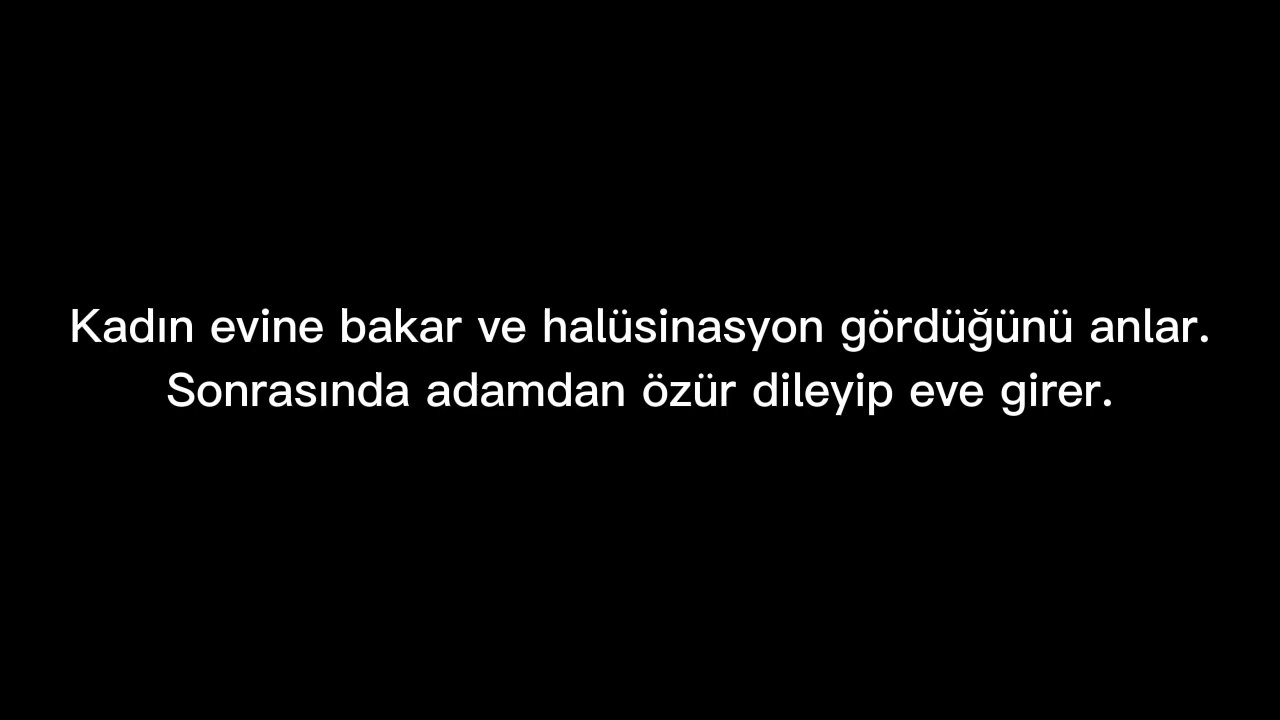 Kadın evine bakar ve halüsinasyon gördüğünü anlar.
Sonrasında adamdan özür dileyip eve girer.